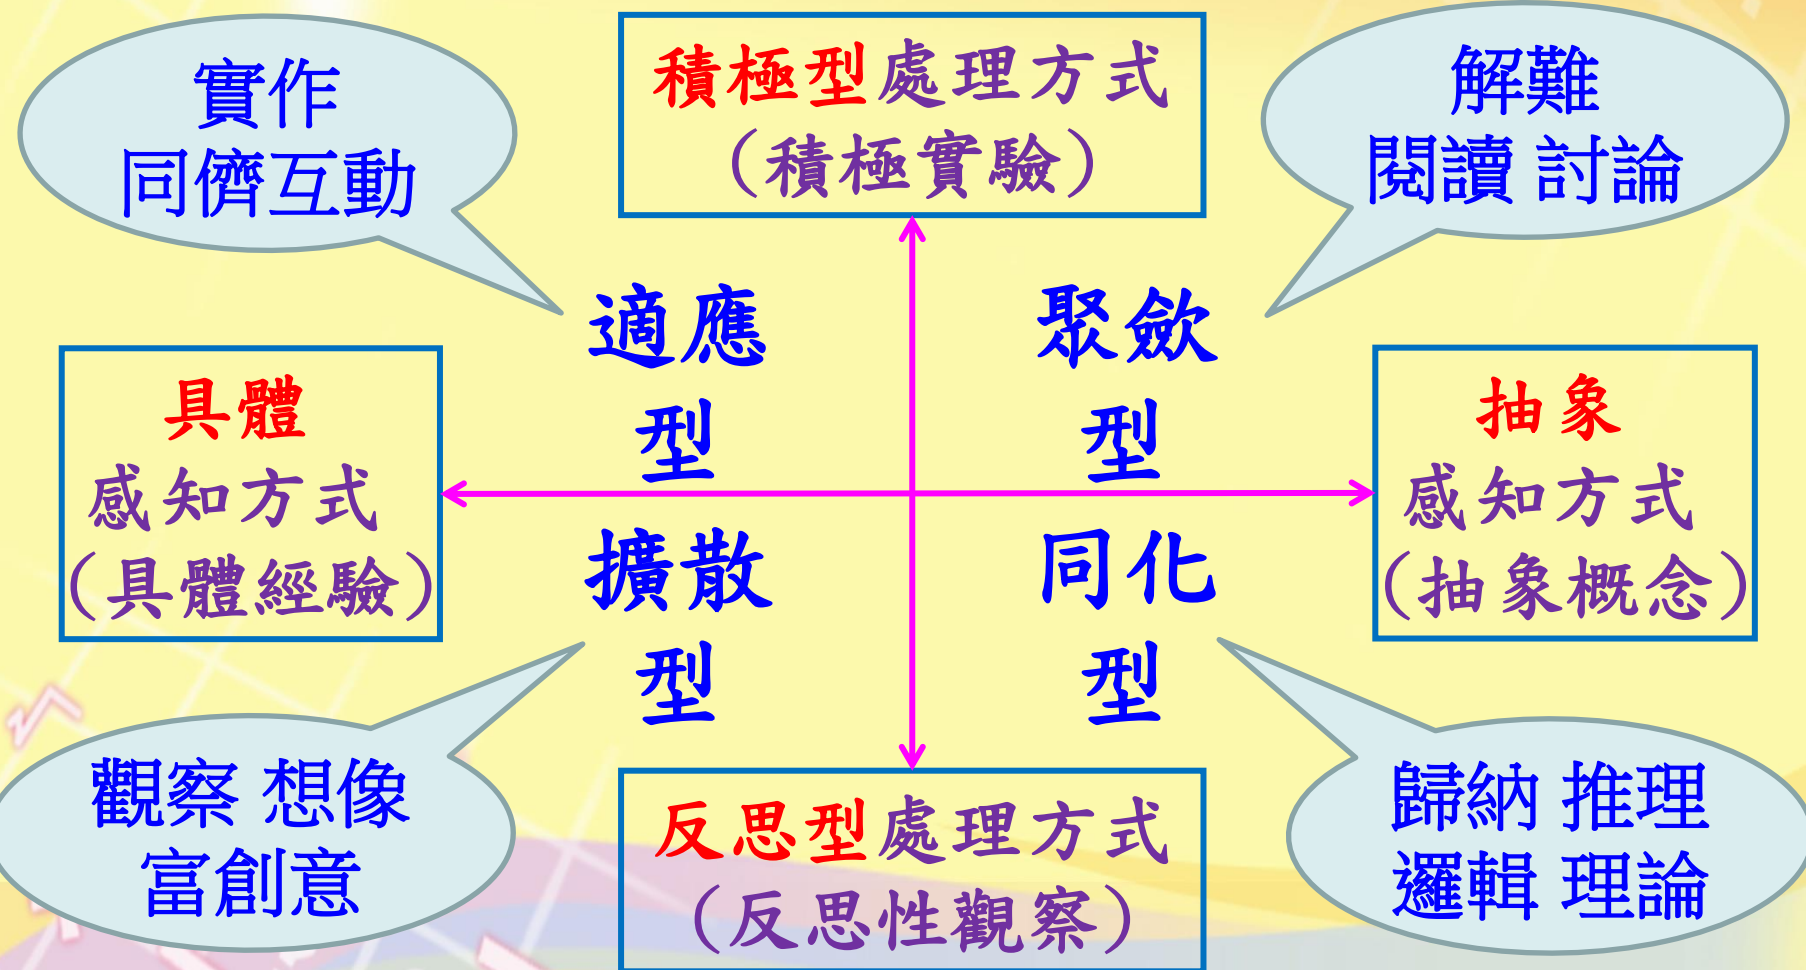 實作
同儕互動
積極型處理方式
（積極實驗）
解難
閱讀 討論
適應
型
聚斂
型
具體
感知方式
（具體經驗）
抽象
感知方式
（抽象概念）
擴散
型
同化
型
觀察 想像
富創意
反思型處理方式
（反思性觀察）
歸納 推理
邏輯 理論